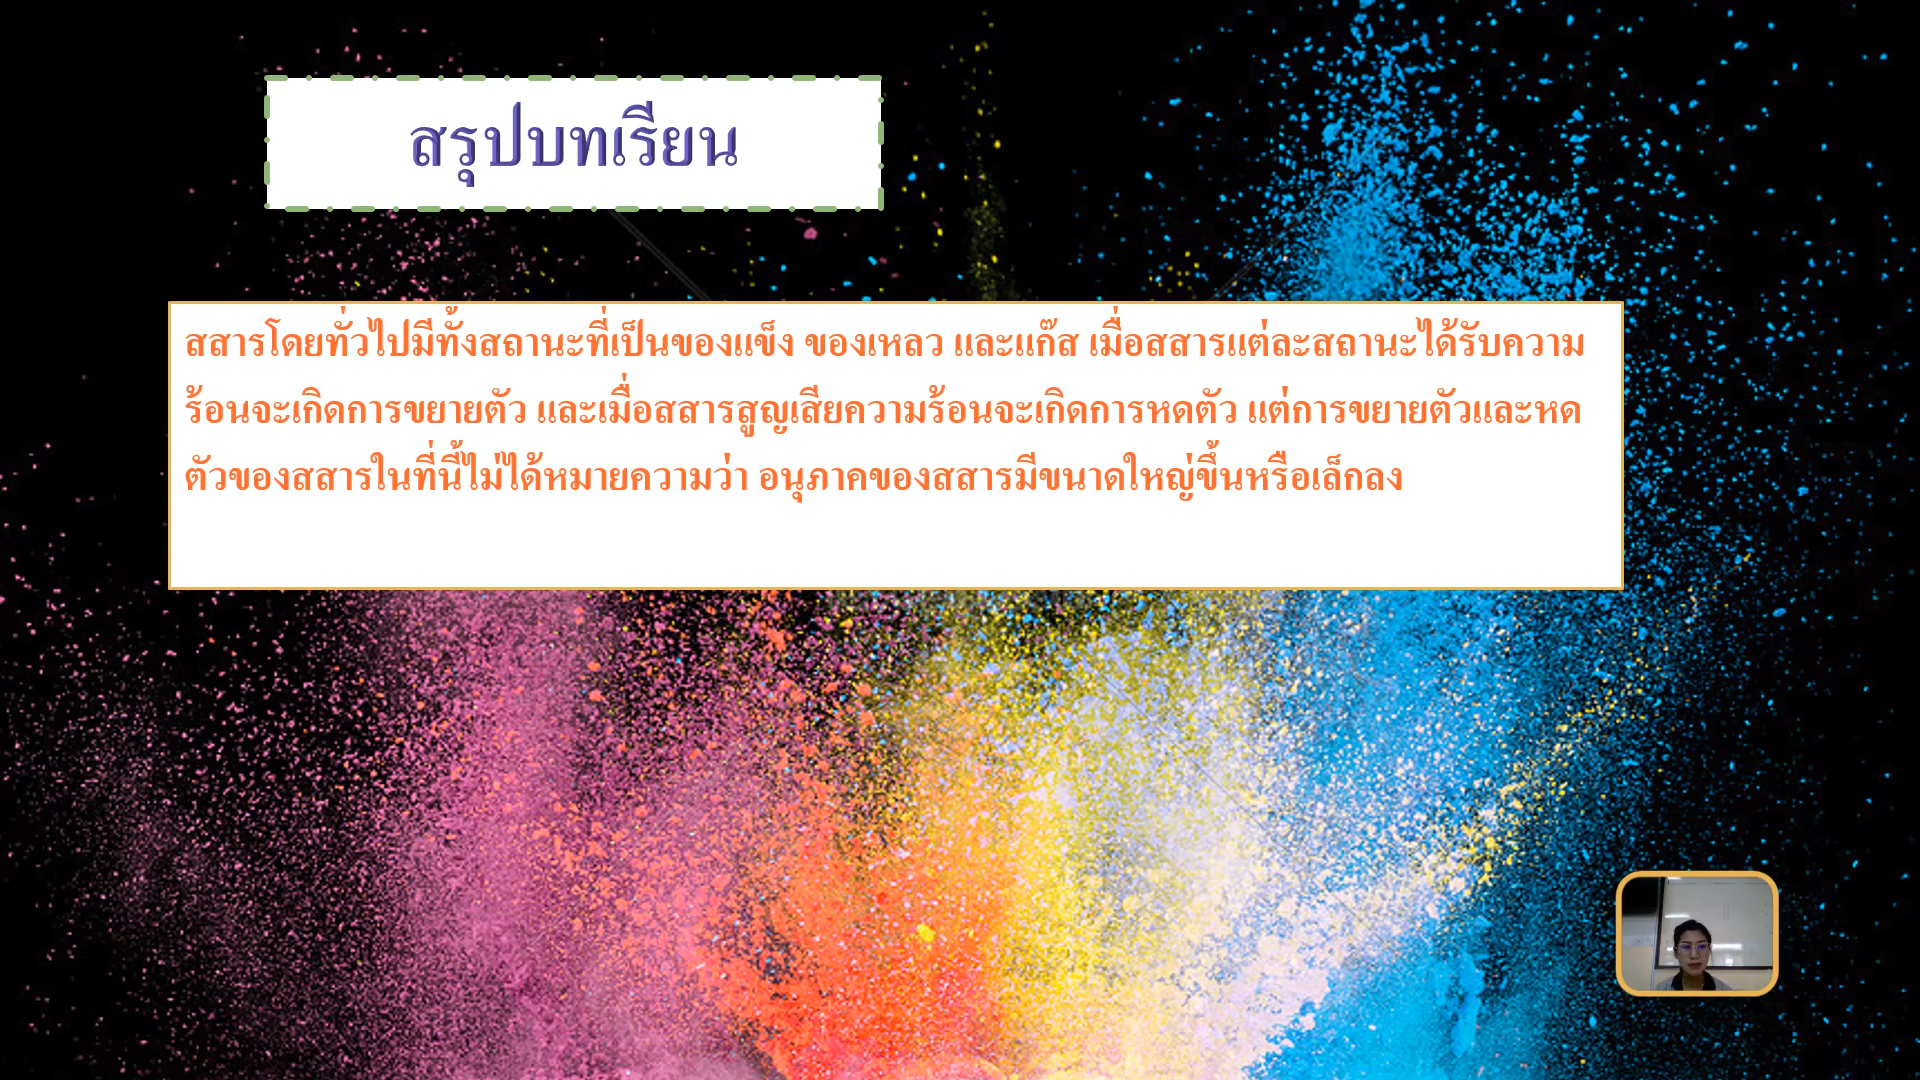 สรุปบทเรียน
สสารโดยทั่วไปมีทั้งสถานะที่เป็นของแข็ง ของเหลว และแก๊ส เมื่อสสารแต่ละสถานะได้รับความ
ร้อนจะเกิดการขยายตัว และเมื่อสสารสูญเสียความร้อนจะเกิดการหดตัว แต่การขยายตัวและหด
ตัวของสสารในที่นี้ไม่ได้หมายความว่า อนุภาคของสสารมีขนาดใหญ่ขึ้นหรือเล็กลง